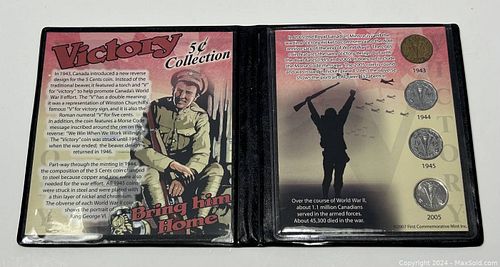 Victory
5¢
Collection
In 1943, Canada introduced a new reverse
design for the 5 Cents coin. Instead of the
traditional beaver, it featured a torch and "V"
for "victory" to help promote Canada's World
War II effort. The "V" has a double meaning
it was a representation of Winston Churchill's
famous "V" for victory sign, and it is also the
Roman numeral "V" for five cents.
In addition, the coin features a Morse Code
message inscribed around the rim on the
reverse: "We Win When We Work Willingly".
The "Victory" coin was struck until 1945
when the war ended; the beaver design
returned in 1946.
Part-way through the minting in 1944,
the composition of the 5 Cents coin changed
to steel because copper and zinc were
needed for the war effort. All 1945 coins
were struck in steel and were plated with
a thin layer of nickel and chromium.
The obverse of each World War II coin
shows the portrait of
King George VI.
Bring him
Home
1943
1944
1945
2005
VICTORY
Over the course of World War II,
about 1.1 million Canadians
served in the armed forces.
About 45,300 died in the war.
©2007 First Commemorative Mint Inc.
Copyright 2024 - MaxSold.com